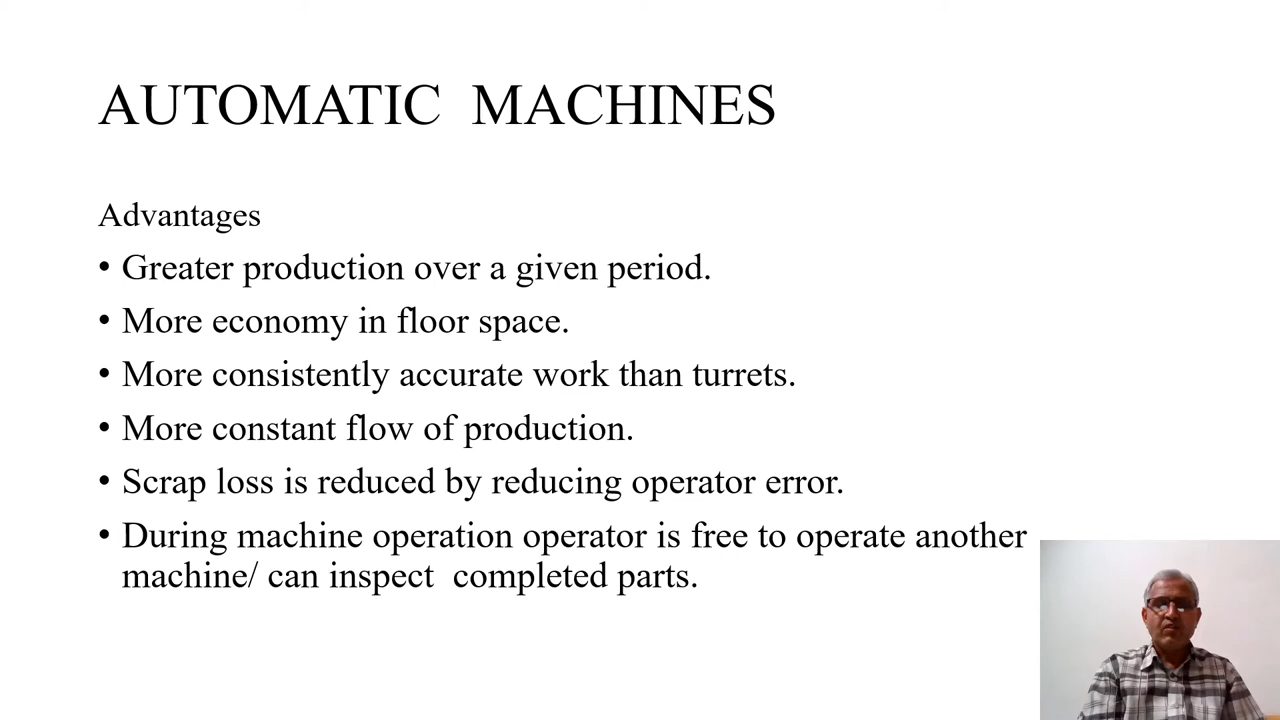 AUTOMATIC MACHINES
Advantages
• Greater production over a given period.
• More economy in floor space.
• More consistently accurate work than turrets.
• More constant flow of production.
• Scrap loss is reduced by reducing operator error.
• During machine operation operator is free to operate another
machine/ can inspect completed parts.